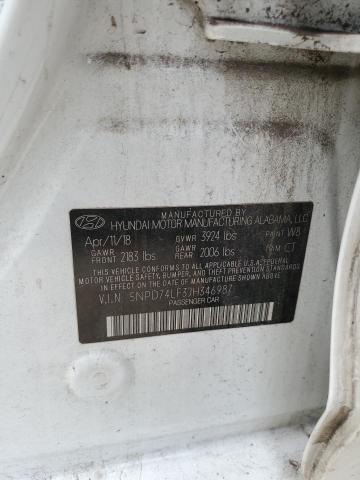 MANUFACTURED BY
HYUNDAI MOTOR MANUFACTURING ALABAMA, LLC
Apr/11/18 GVWR 3924 lbs PAINT W8
GAWR FRONT 2183 lbs GAWR REAR 2006 lbs TRIM CT
THIS VEHICLE CONFORMS TO ALL APPLICABLE U.S.A. FEDERAL
MOTOR VEHICLE SAFETY, BUMPER, AND THEFT PREVENTION
STANDARDS IN EFFECT ON THE DATE OF MANUFACTURE SHOWN ABOVE.
V.I.N 5NPD74LF3JH346987
PASSENGER CAR